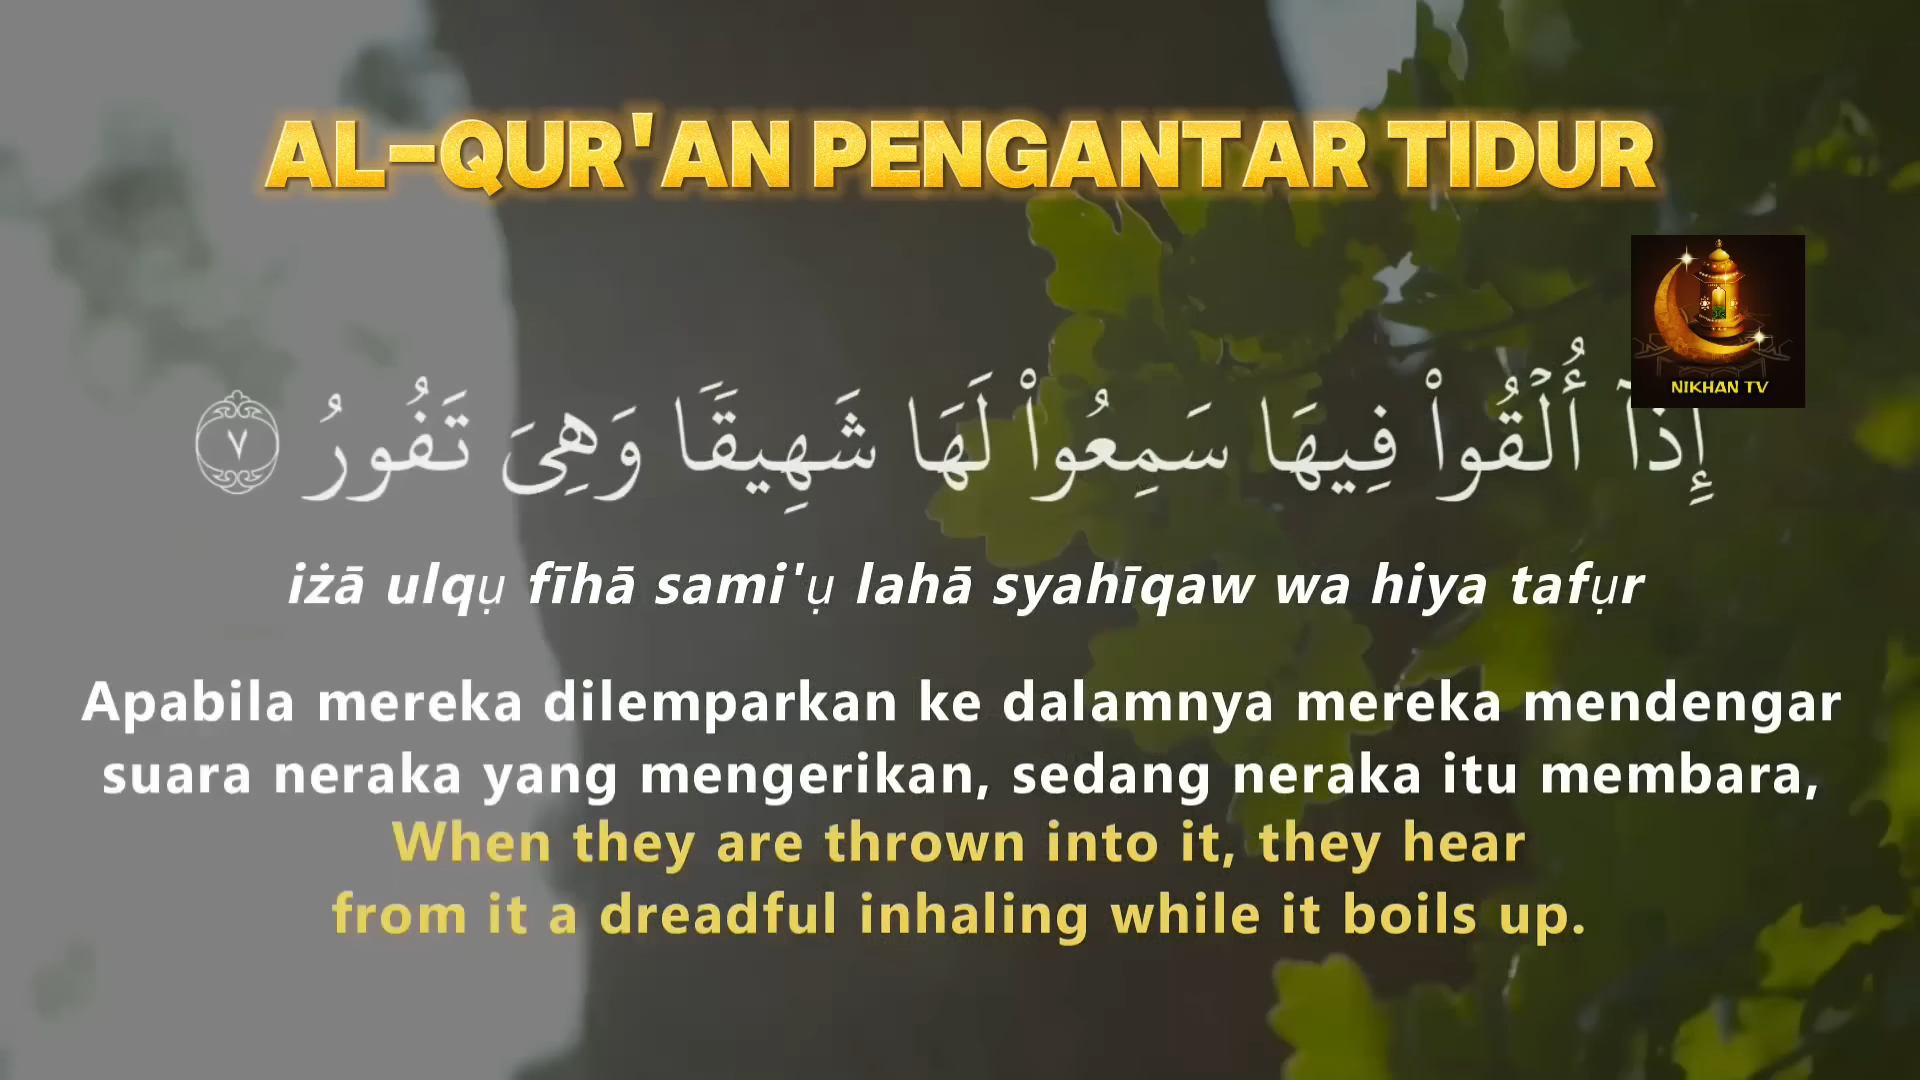 AL-QUR'AN PENGANTAR TIDUR
NIKHAN TV
إِذَآ أُلْقُوا۟ فِيهَا سَمِعُوا۟ لَهَا شَهِيقًا وَهِىَ تَفُورُ ٧
iżā ulqụ fīhā sami'ụ lahā syahīqaw wa hiya tafụr
Apabila mereka dilemparkan ke dalamnya mereka mendengar
suara neraka yang mengerikan, sedang neraka itu membara,
When they are thrown into it, they hear
from it a dreadful inhaling while it boils up.